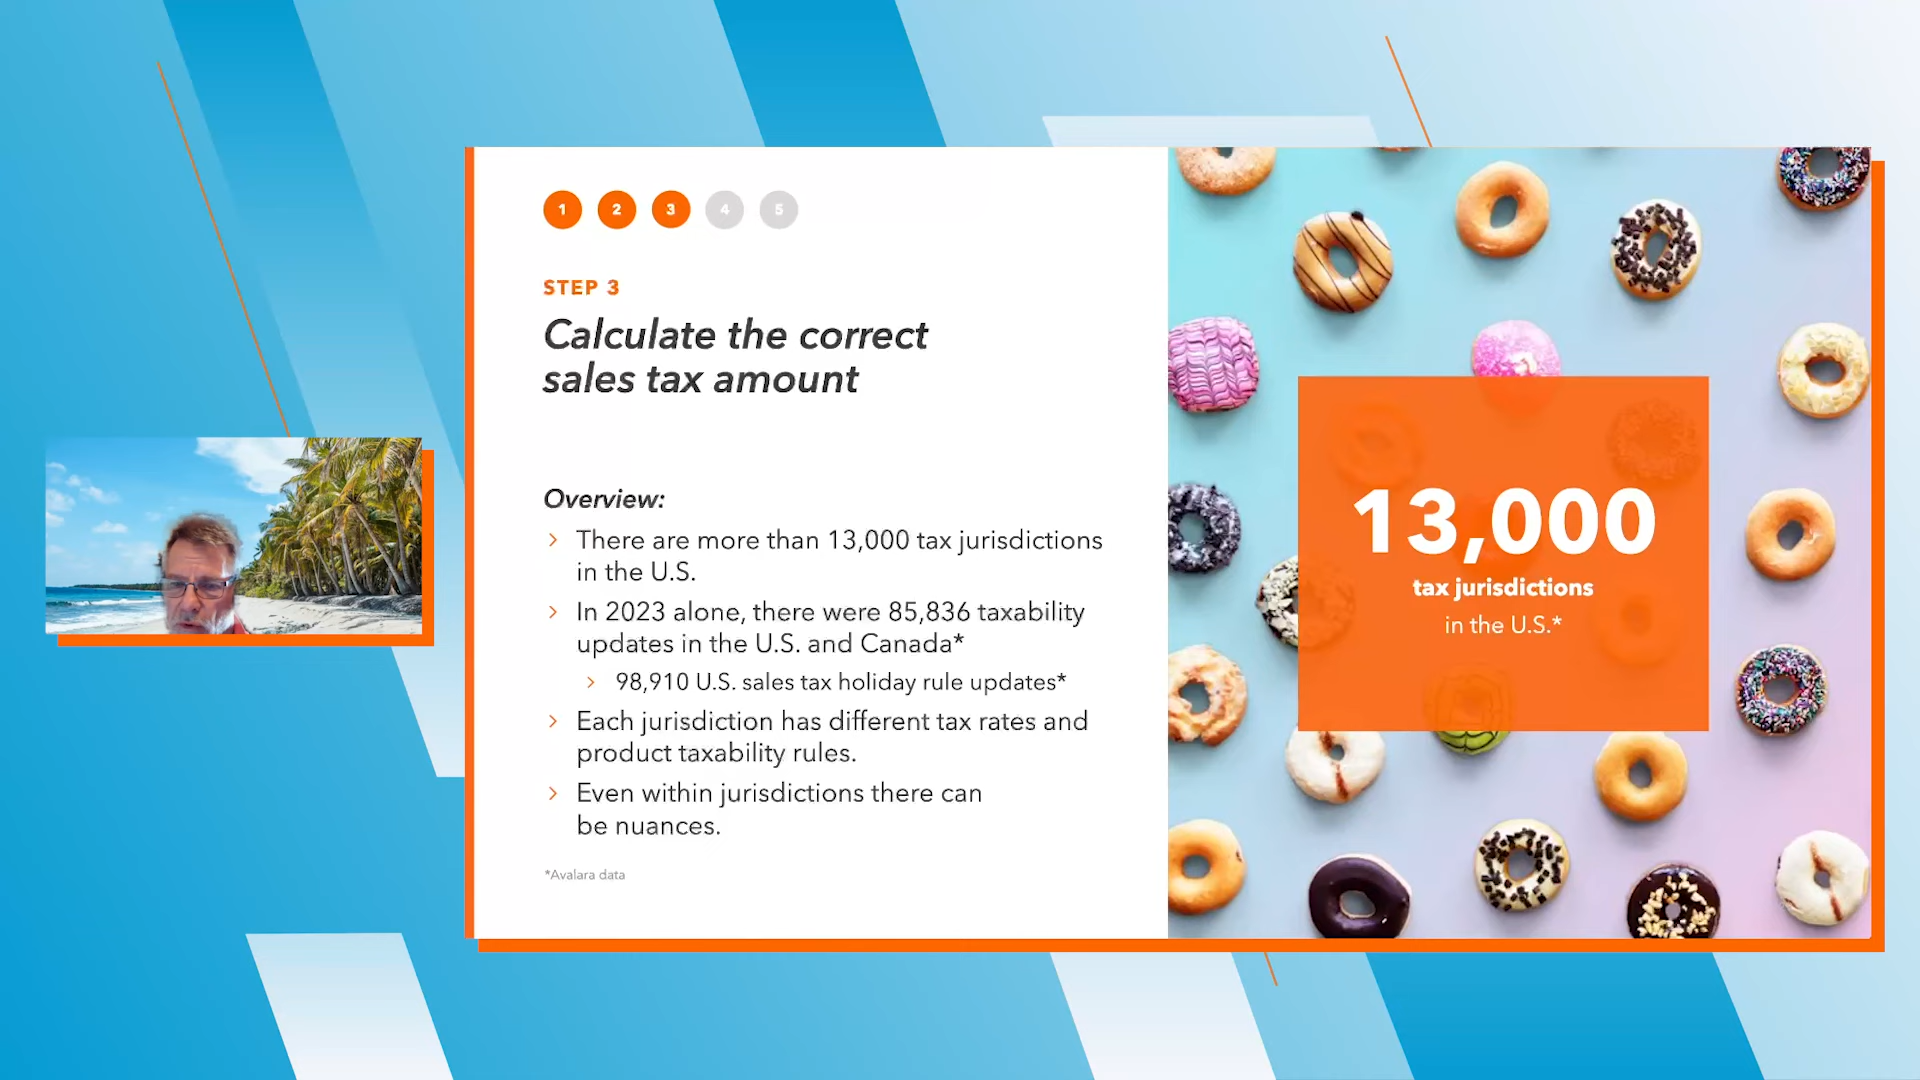 1 2 3 4 5
STEP 3
Calculate the correct
sales tax amount
Overview:
There are more than 13,000 tax jurisdictions
in the U.S.
In 2023 alone, there were 85,836 taxability
updates in the U.S. and Canada*
98,910 U.S. sales tax holiday rule updates*
Each jurisdiction has different tax rates and
product taxability rules.
Even within jurisdictions there can
be nuances.
*Avalara data
13,000
tax jurisdictions
in the U.S.*